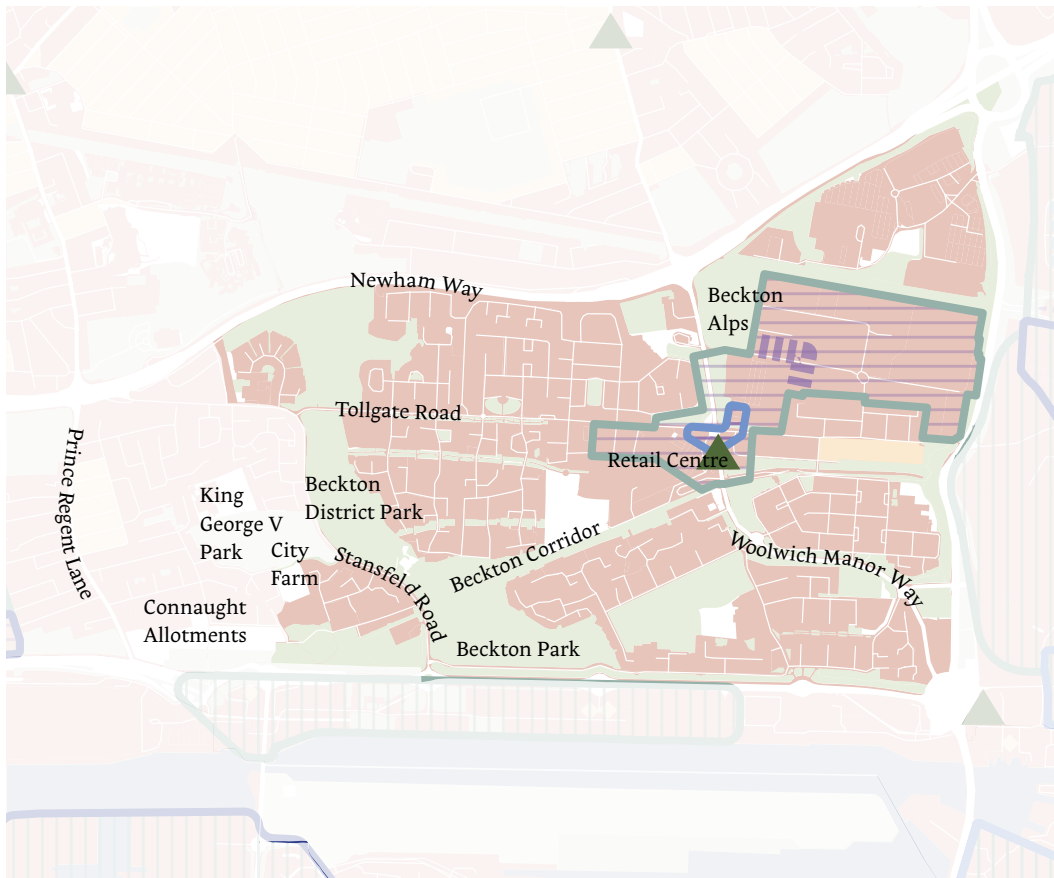 Newham Way
Beckton
Alps
Tollgate Road
Prince Regent Lane
Retail Centre
Beckton
District Park
King
George V
Park
City
Farm
Stansfeld Road
Beckton Corridor
Woolwich Manor Way
Connaught
Allotments
Beckton Park